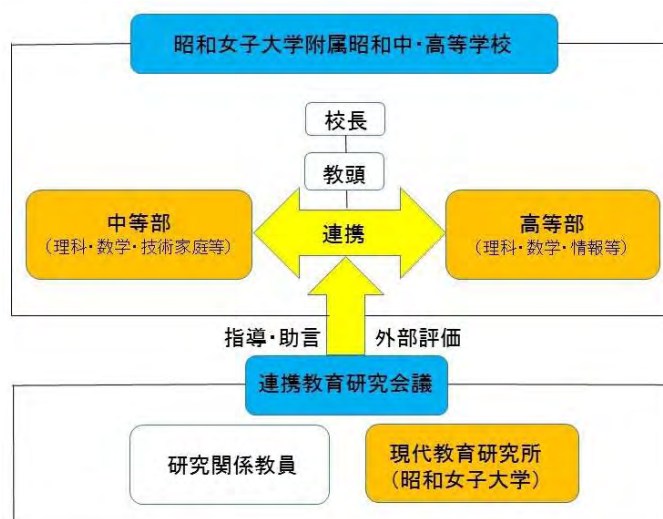 昭和女子大学附属昭和中・高等学校
校長
教頭
中等部
(理科・数学・技術家庭等)
連携
高等部
(理科・数学・情報等)
指導・助言
外部評価
連携教育研究会議
研究関係教員
現代教育研究所
(昭和女子大学)